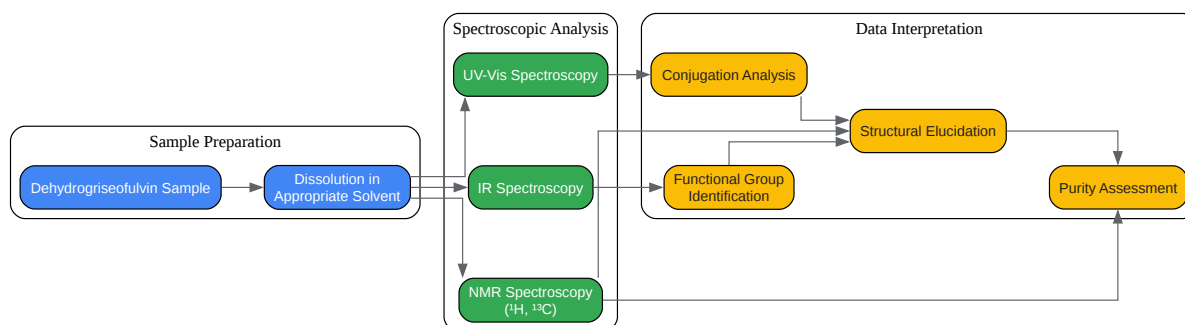 Sample Preparation
Dehydrogriseofulvin Sample
Dissolution in
Appropriate Solvent
Spectroscopic Analysis
UV-Vis Spectroscopy
IR Spectroscopy
NMR Spectroscopy
(¹H, ¹³C)
Data Interpretation
Conjugation Analysis
Functional Group
Identification
Structural Elucidation
Purity Assessment